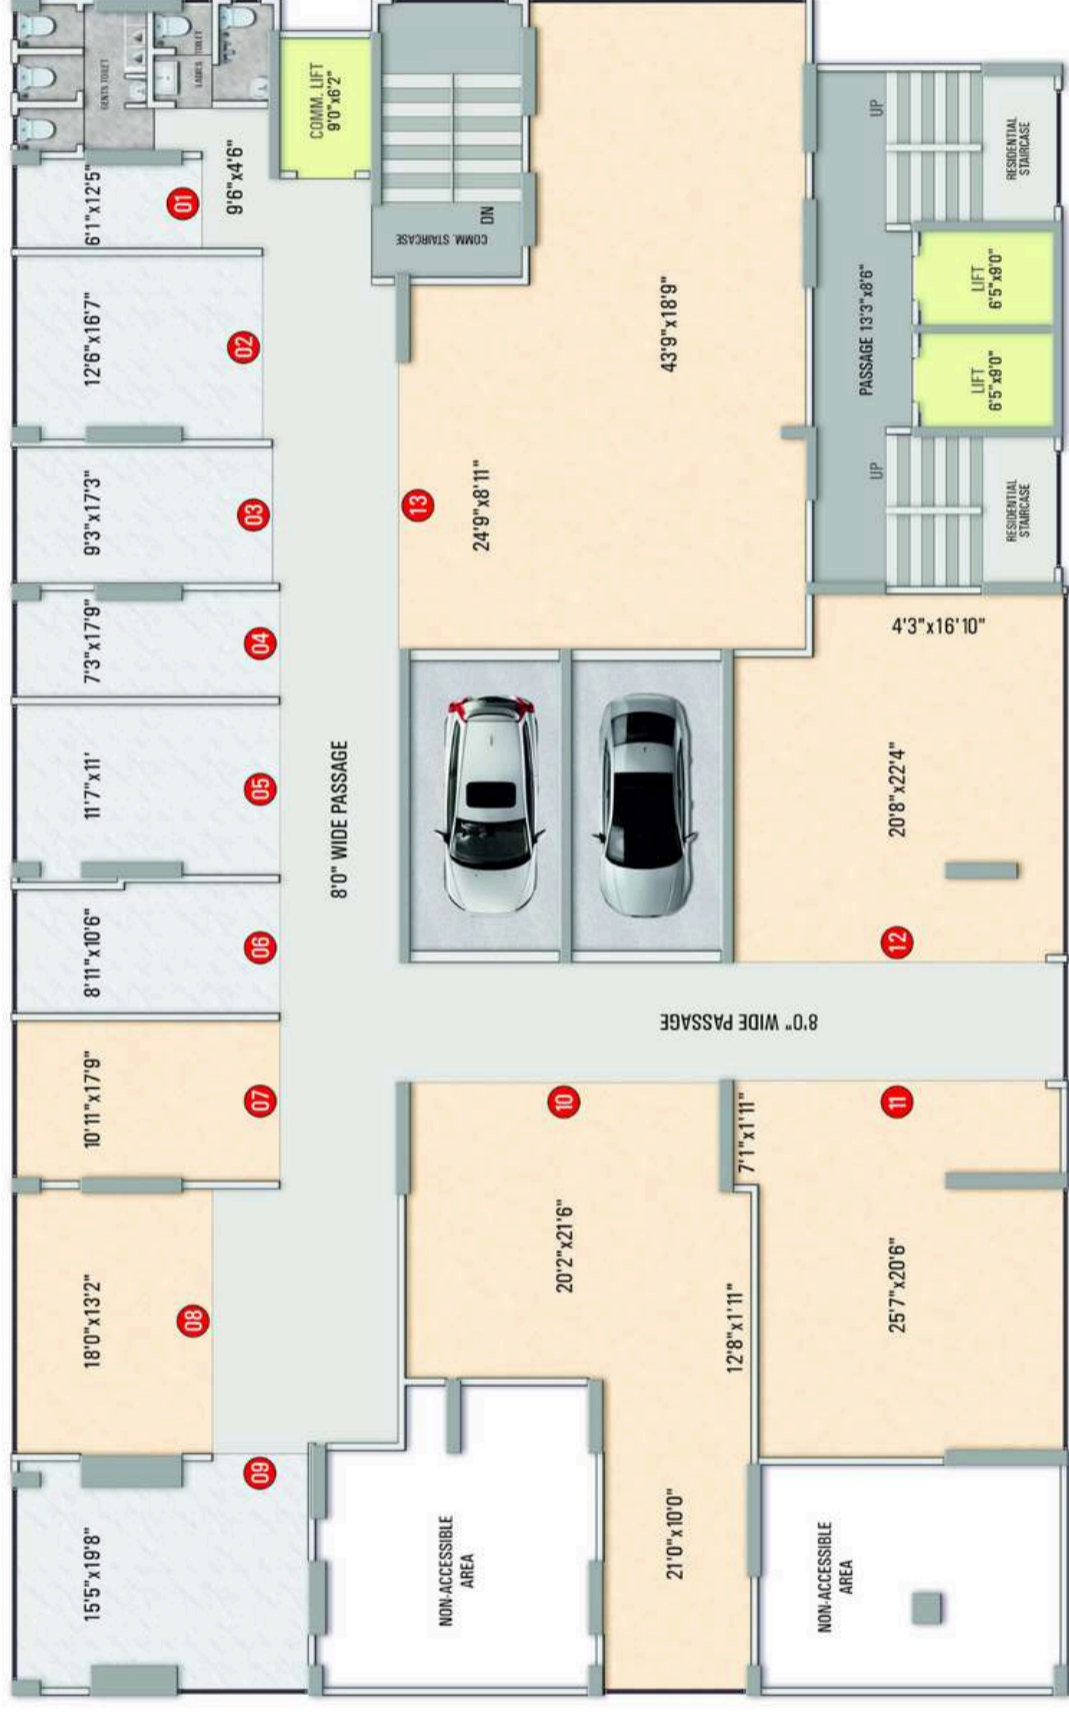 GENTS TOILET
LADIES TOILET
COMM. LIFT
9'0"x6'2"
9'6"x4'6"
6'1"x12'5"
01
12'6"x16'7"
02
9'3"x17'3"
03
7'3"x17'9"
04
11'7"x11'
05
8'11"x10'6"
06
10'11"x17'9"
07
18'0"x13'2"
08
15'5"x19'8"
09
8'0" WIDE PASSAGE
COMM. STAIRCASE
DN
43'9"x18'9"
24'9"x8'11"
13
UP
RESIDENTIAL
STAIRCASE
PASSAGE 13'3"x8'6"
LIFT
6'5"x9'0"
LIFT
6'5"x9'0"
UP
RESIDENTIAL
STAIRCASE
4'3"x16'10"
20'8"x22'4"
12
8'0" WIDE PASSAGE
10
20'2"x21'6"
12'8"x1'11"
21'0"x10'0"
7'1"x1'11"
11
25'7"x20'6"
NON-ACCESSIBLE
AREA
NON-ACCESSIBLE
AREA